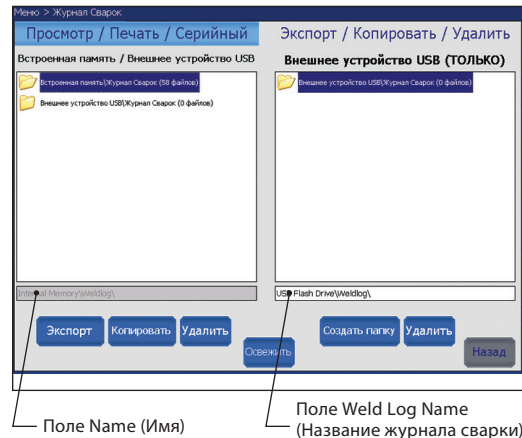 Меню > Журнал Сварок
Просмотр / Печать / Серийный
Экспорт / Копировать / Удалить
Встроенная память / Внешнее устройство USB
Внешнее устройство USB (ТОЛЬКО)
Встроенная память\Журнал Сварок (58 файлов)
Внешнее устройство USB\Журнал Сварок (0 файлов)
Внешнее устройство USB\Журнал Сварок (0 файлов)
Internal Memory\Weldlog\
USB Flash Drive\Weldlog\
Экспорт
Копировать
Удалить
Освежить
Создать папку
Удалить
Назад
Поле Name (Имя)
Поле Weld Log Name
(Название журнала сварки)